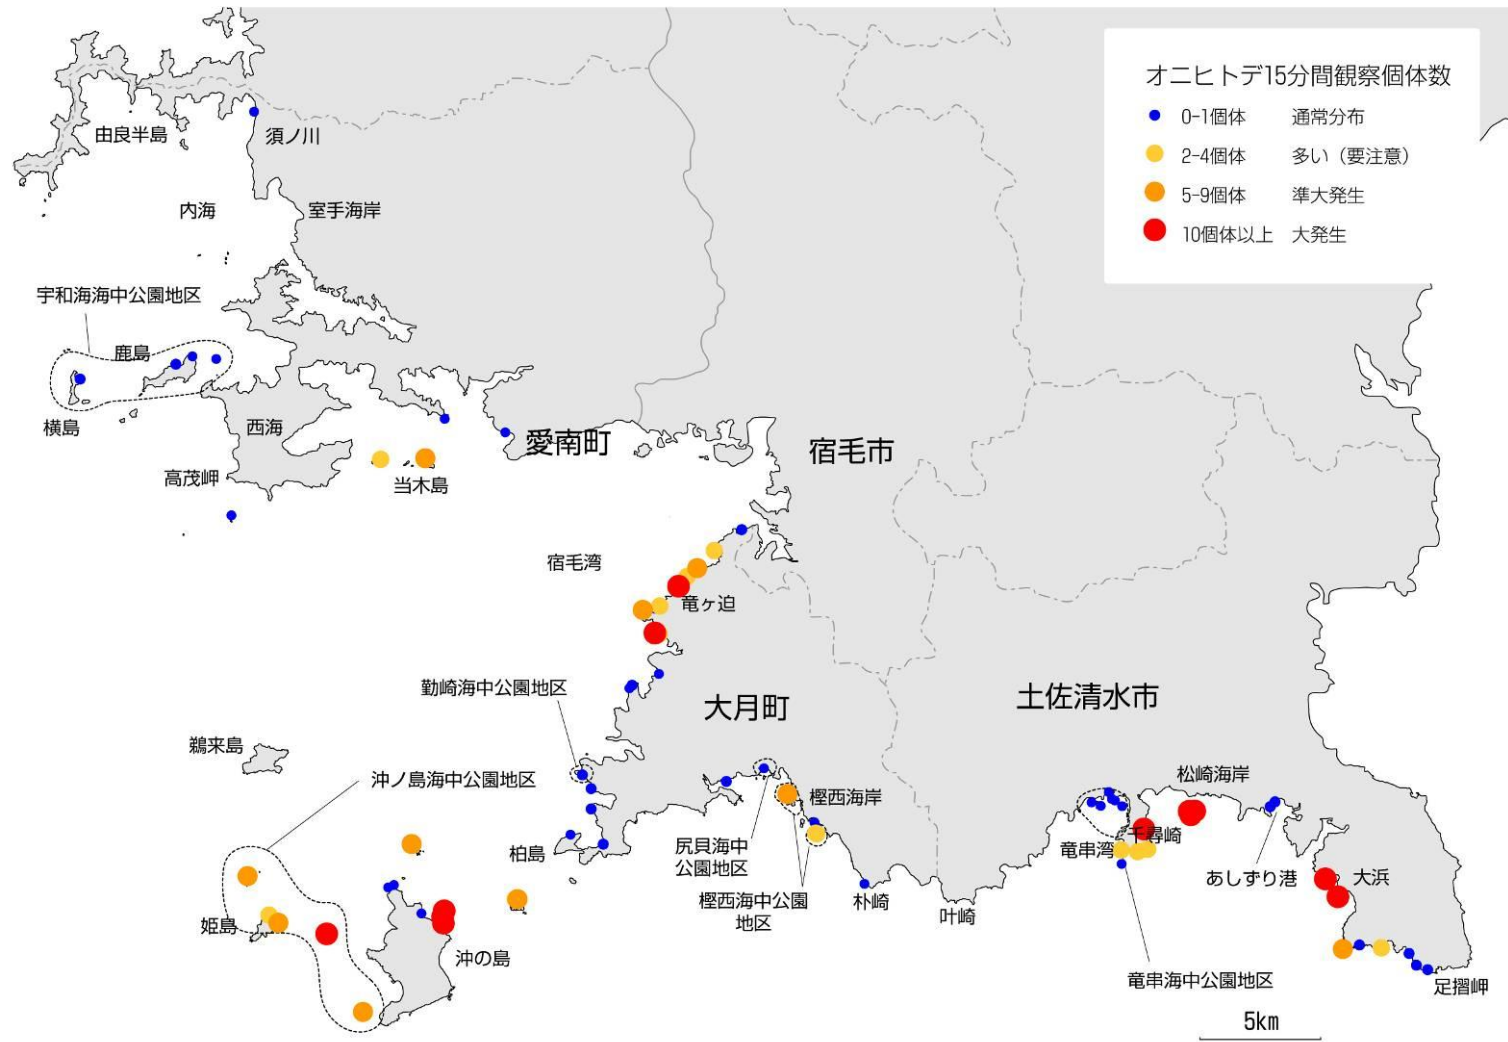 オニヒトデ15分間観察個体数
0-1個体 通常分布
2-4個体 多い（要注意）
5-9個体 準大発生
10個体以上 大発生
由良半島
須ノ川
内海
室手海岸
宇和海海中公園地区
鹿島
横島
西海
高茂岬
当木島
愛南町
宿毛市
宿毛湾
竜ヶ迫
勤崎海中公園地区
大月町
土佐清水市
鵜来島
沖ノ島海中公園地区
柏島
樫西海岸
尻貝海中
公園地区
樫西海中公園
地区
朴崎
叶崎
松崎海岸
竜串湾
千尋崎
あしずり港
大浜
姫島
沖の島
竜串海中公園地区
足摺岬
5km